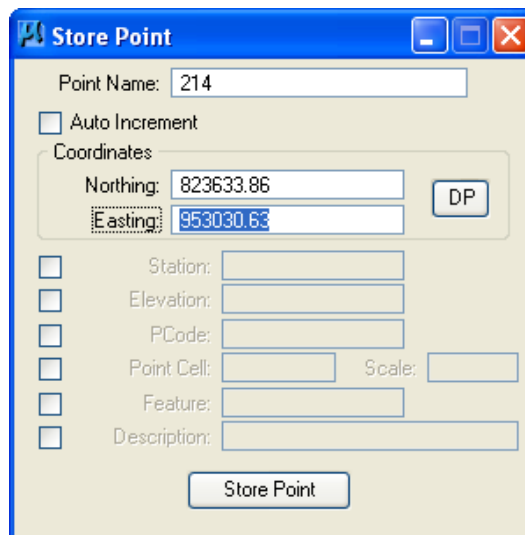 Store Point
Point Name: 214
Auto Increment
Coordinates
Northing: 823633.86
DP
Easting: 953030.63
Station:
Elevation:
PCode:
Point Cell: Scale:
Feature:
Description:
Store Point